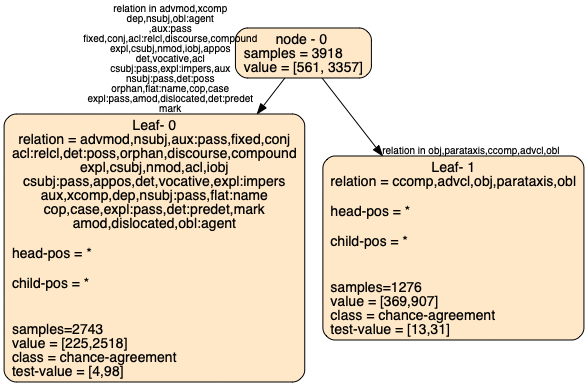 relation in advmod,xcomp
dep,nsubj,obl:agent
,aux:pass
fixed,conj,acl:relcl,discourse,compound
expl,csubj,nmod,iobj,appos
det,vocative,acl
csubj:pass,expl:impers,aux
nsubj:pass,det:poss
orphan,flat:name,cop,case
expl:pass,amod,dislocated,det:predet
mark
node - 0
samples = 3918
value = [561, 3357]
relation in obj,parataxis,ccomp,advcl,obl
Leaf- 0
relation = advmod,nsubj,aux:pass,fixed,conj
acl:relcl,det:poss,orphan,discourse,compound
expl,csubj,nmod,acl,iobj
csubj:pass,appos,det,vocative,expl:impers
aux,xcomp,dep,nsubj:pass,flat:name
cop,case,expl:pass,det:predet,mark
amod,dislocated,obl:agent
head-pos = *
child-pos = *
samples=2743
value = [225,2518]
class = chance-agreement
test-value = [4,98]
Leaf- 1
relation = ccomp,advcl,obj,parataxis,obl
head-pos = *
child-pos = *
samples=1276
value = [369,907]
class = chance-agreement
test-value = [13,31]